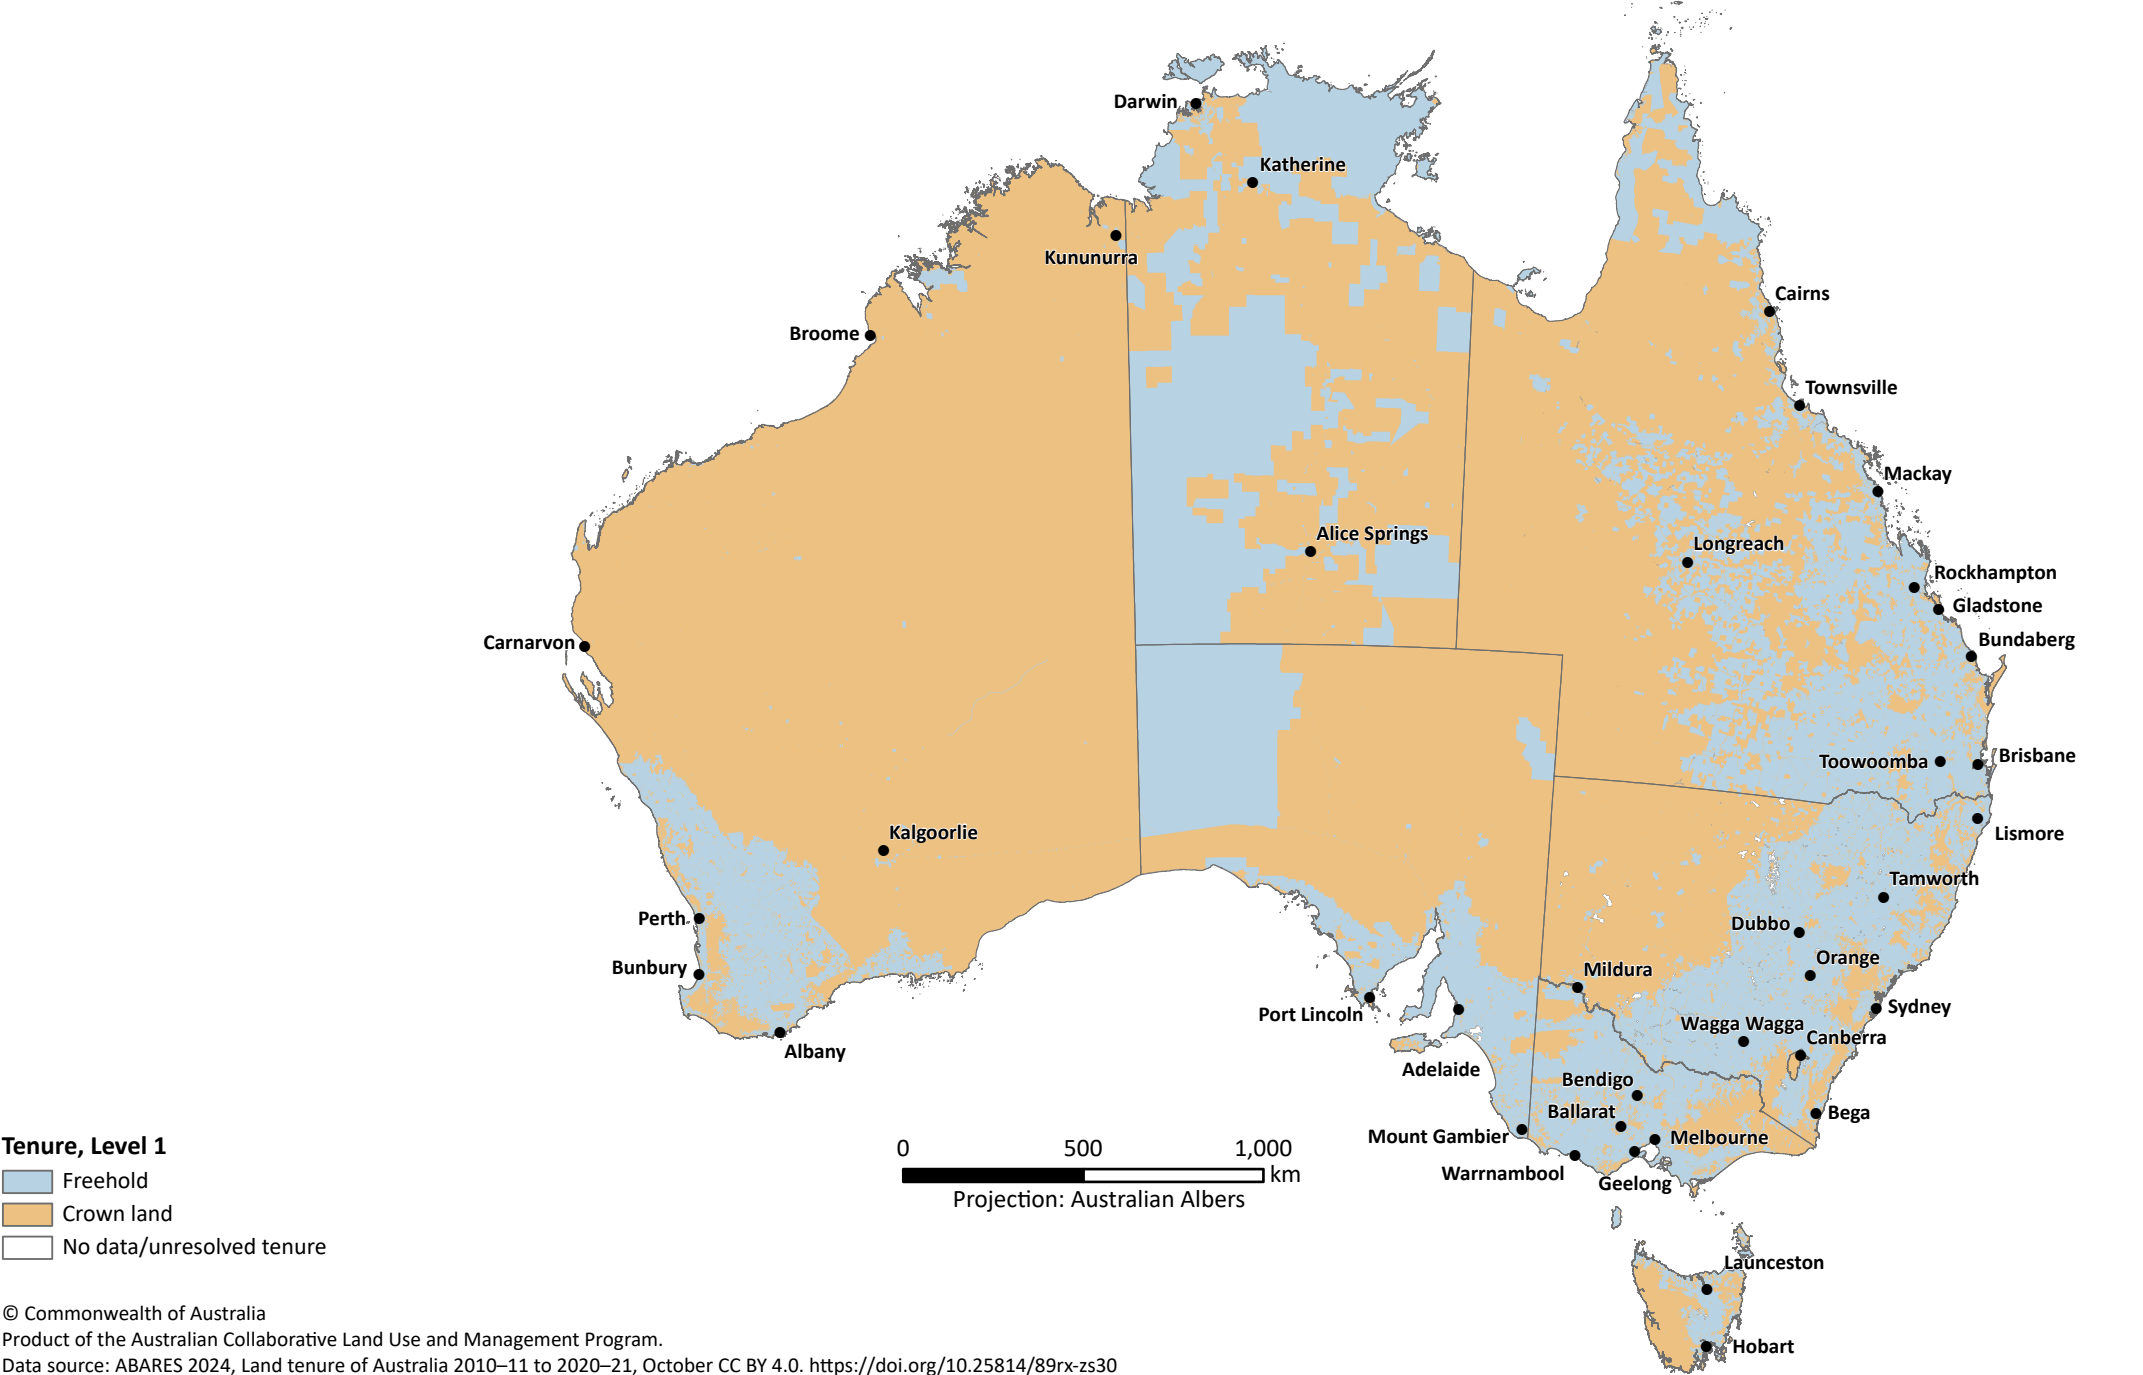 Darwin
Katherine
Kununurra
Cairns
Broome
Townsville
Mackay
Alice Springs
Longreach
Rockhampton
Gladstone
Carnarvon
Bundaberg
Brisbane
Toowoomba
Kalgoorlie
Lismore
Tamworth
Perth
Dubbo
Orange
Bunbury
Mildura
Port Lincoln
Sydney
Wagga Wagga
Canberra
Albany
Adelaide
Bendigo
Ballarat
Bega
Mount Gambier
Melbourne
Warrnambool
Geelong
Launceston
Hobart
0 500 1,000
km
Projection: Australian Albers
Tenure, Level 1
Freehold
Crown land
No data/unresolved tenure
© Commonwealth of Australia
Product of the Australian Collaborative Land Use and Management Program.
Data source: ABARES 2024, Land tenure of Australia 2010–11 to 2020–21, October CC BY 4.0. https://doi.org/10.25814/89rx-zs30